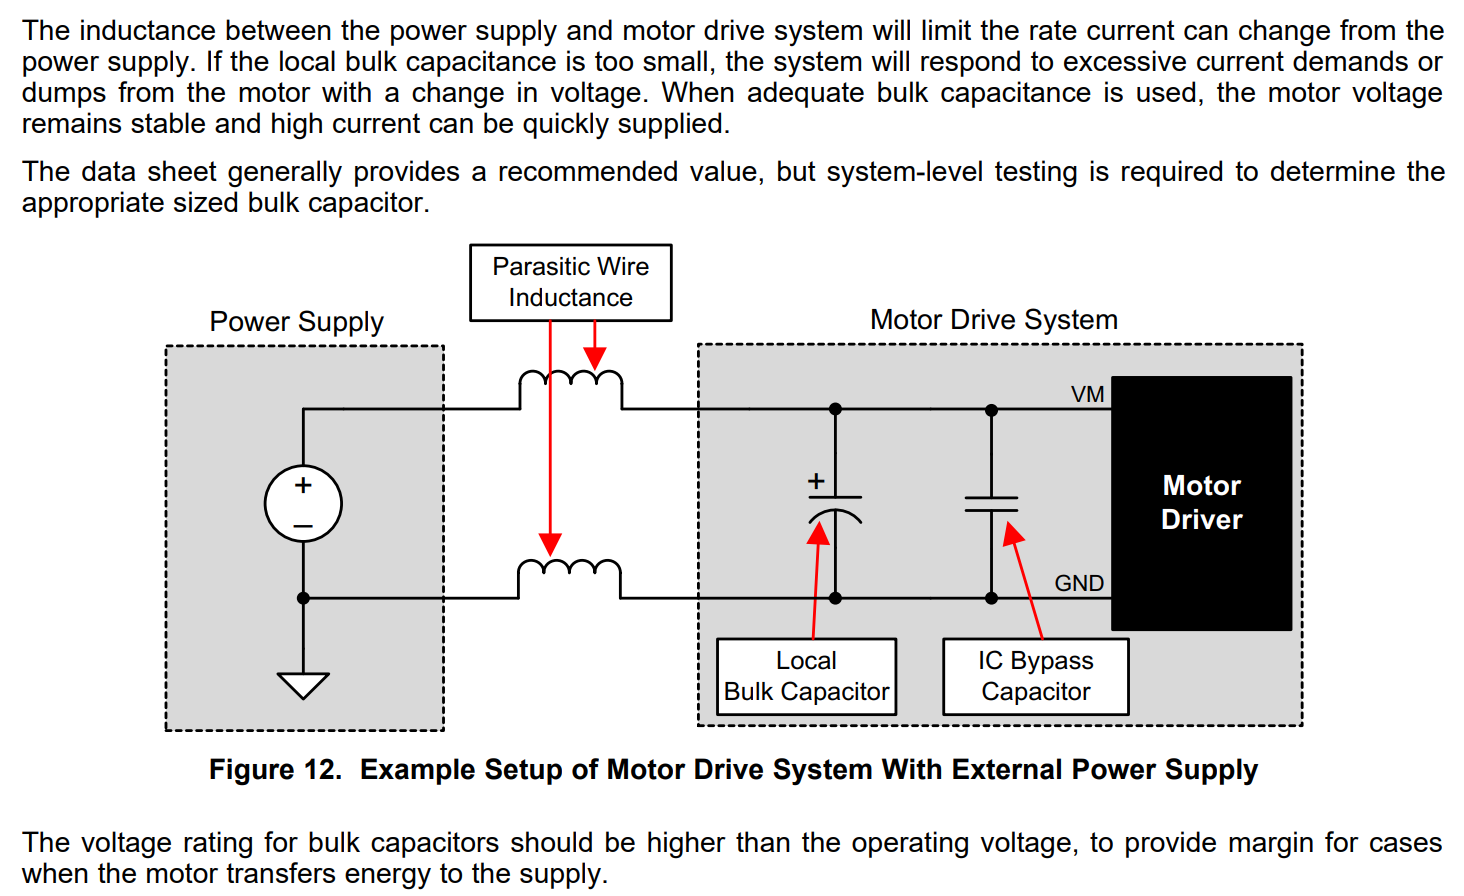 The inductance between the power supply and motor drive system will limit the rate current can change from the
power supply. If the local bulk capacitance is too small, the system will respond to excessive current demands or
dumps from the motor with a change in voltage. When adequate bulk capacitance is used, the motor voltage
remains stable and high current can be quickly supplied.
The data sheet generally provides a recommended value, but system-level testing is required to determine the
appropriate sized bulk capacitor.
Parasitic Wire
Inductance
Power Supply
Motor Drive System
VM
+
+
–
Motor
Driver
GND
Local
Bulk Capacitor
IC Bypass
Capacitor
Figure 12. Example Setup of Motor Drive System With External Power Supply
The voltage rating for bulk capacitors should be higher than the operating voltage, to provide margin for cases
when the motor transfers energy to the supply.